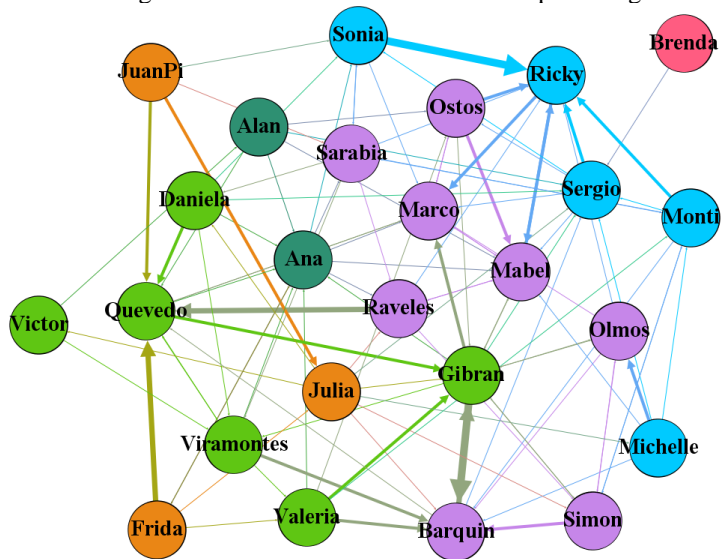 Sonia
Brenda
JuanPi
Ricky
Ostos
Alan
Sarabia
Daniela
Sergio
Marco
Monti
Ana
Mabel
Quevedo
Raveles
Victor
Olmos
Gibran
Julia
Viramontes
Michelle
Frida
Valeria
Barquin
Simon